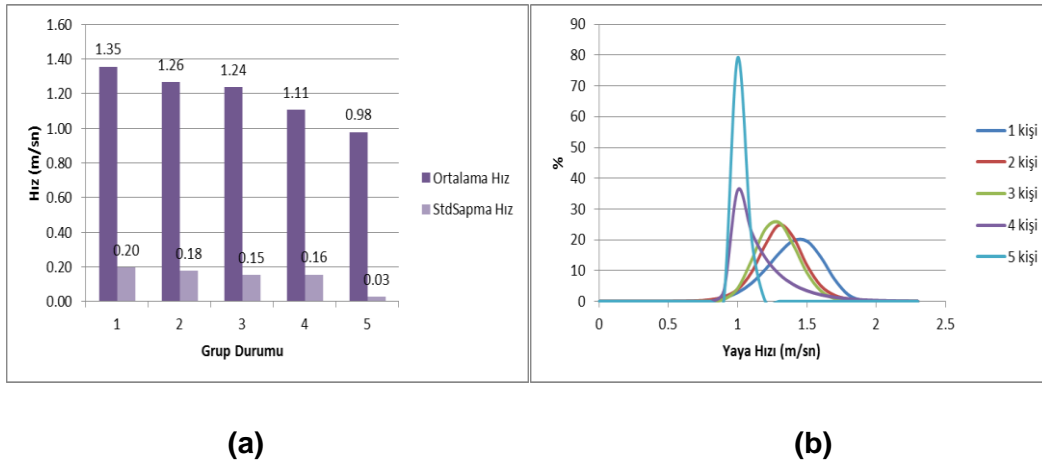 1.60
1.40
1.20
1.00
0.80
0.60
0.40
0.20
0.00
Hız (m/sn)
1.35
1.26
1.24
1.11
0.98
0.20
0.18
0.15
0.16
0.03
1 2 3 4 5
Grup Durumu
Ortalama Hız
StdSapma Hız
(a)
90
80
70
60
50
40
30
20
10
0
%
0 0.5 1 1.5 2 2.5
Yaya Hızı (m/sn)
1 kişi
2 kişi
3 kişi
4 kişi
5 kişi
(b)